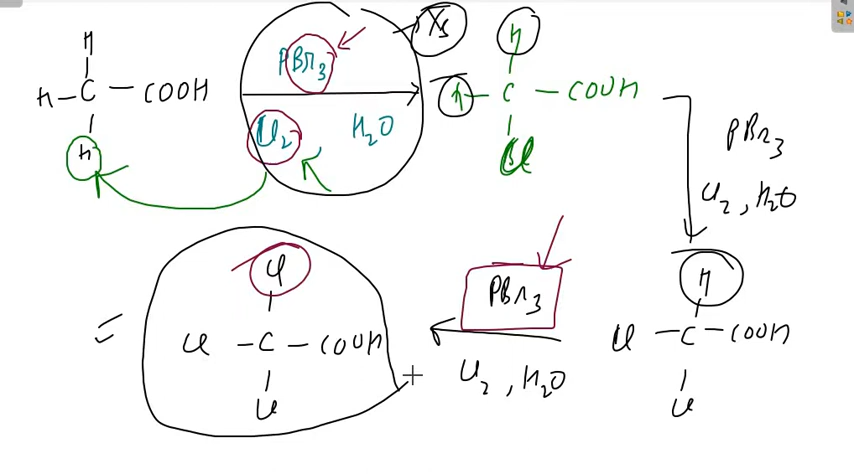 H
H - C - COOH
H
PBr3
Cl2 H2O
Xs
H
H - C - COOH
Cl
PBr3
Cl2, H2O
H
Cl - C - COOH
Cl
PBr3
Cl2, H2O
= Cl
Cl - C - COOH
Cl